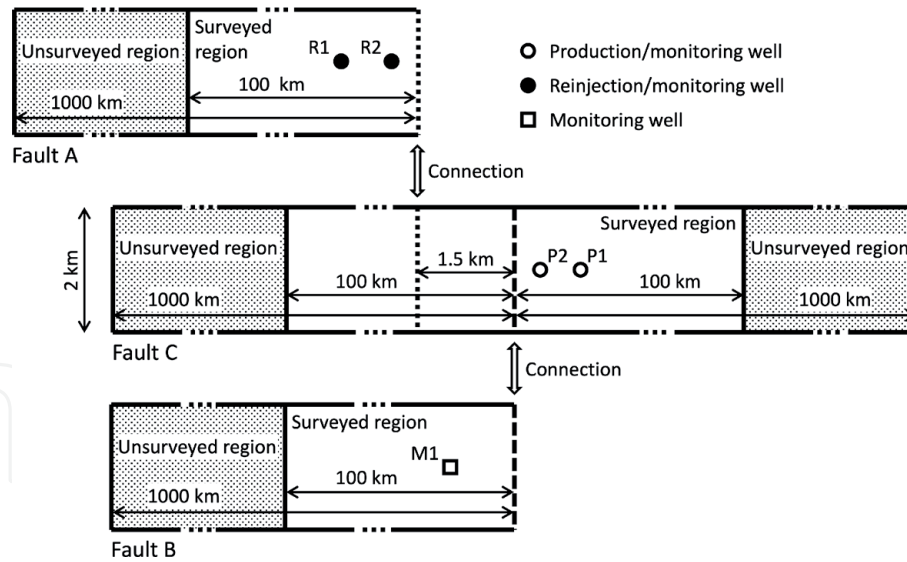 Unsurveyed region
Surveyed
region
R1
R2
100 km
1000 km
Fault A
Production/monitoring well
Reinjection/monitoring well
Monitoring well
Connection
2 km
Unsurveyed region
1.5 km
Surveyed region
P2
P1
Unsurveyed region
100 km
100 km
1000 km
1000 km
Fault C
Connection
Unsurveyed region
Surveyed region
M1
100 km
1000 km
Fault B